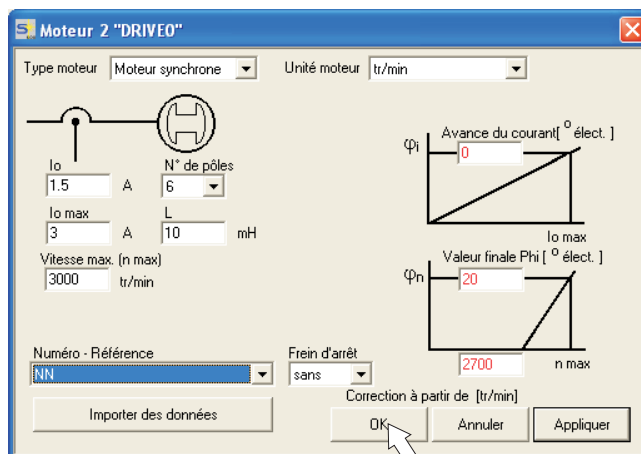 Moteur 2 "DRIVE0"
Type moteur Moteur synchrone Unité moteur tr/min
φi Avance du courant[ ° élect. ]
0
Io N° de pôles
1.5 A 6
Io max
Io max L
3 A 10 mH
Vitesse max. (n max)
3000 tr/min
Valeur finale Phi [ ° élect. ]
φn 20
Numéro - Référence Frein d'arrêt
2700 n max
NN sans
Correction à partir de [tr/min]
Importer des données OK Annuler Appliquer